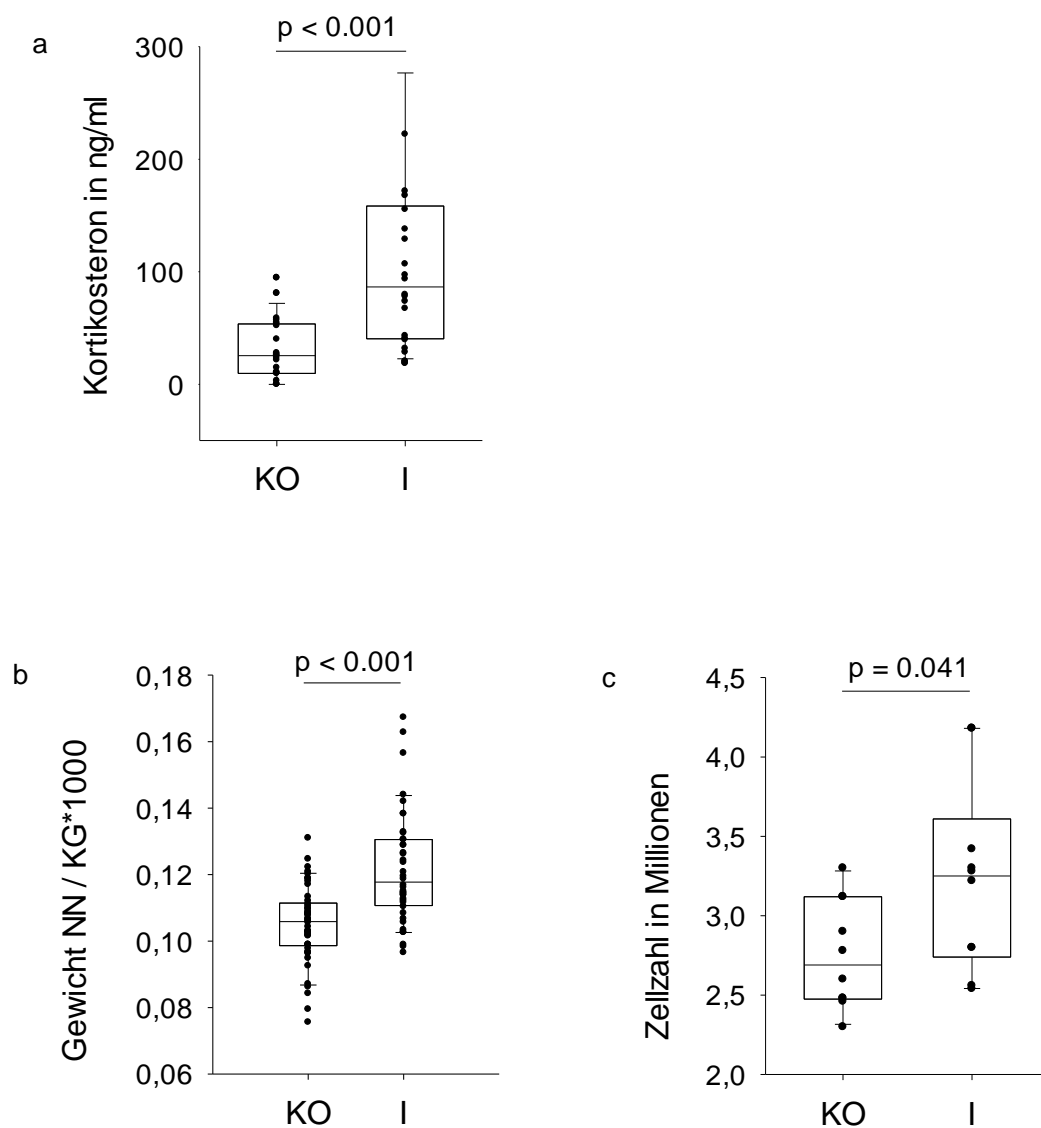 a
p < 0.001
Kortikosteron in ng/ml
300
200
100
0
KO I
b
p < 0.001
Gewicht NN / KG*1000
0,18
0,16
0,14
0,12
0,10
0,08
0,06
KO I
c
p = 0.041
Zellzahl in Millionen
4,5
4,0
3,5
3,0
2,5
2,0
KO I